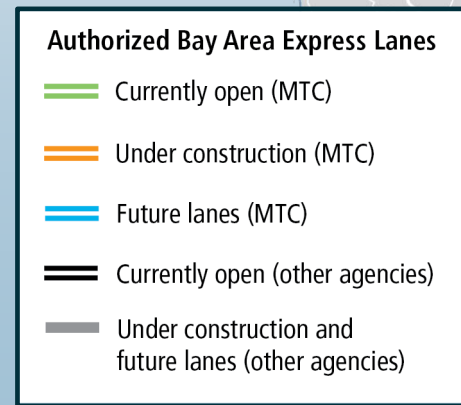 Authorized Bay Area Express Lanes
Currently open (MTC)
Under construction (MTC)
Future lanes (MTC)
Currently open (other agencies)
Under construction and
future lanes (other agencies)